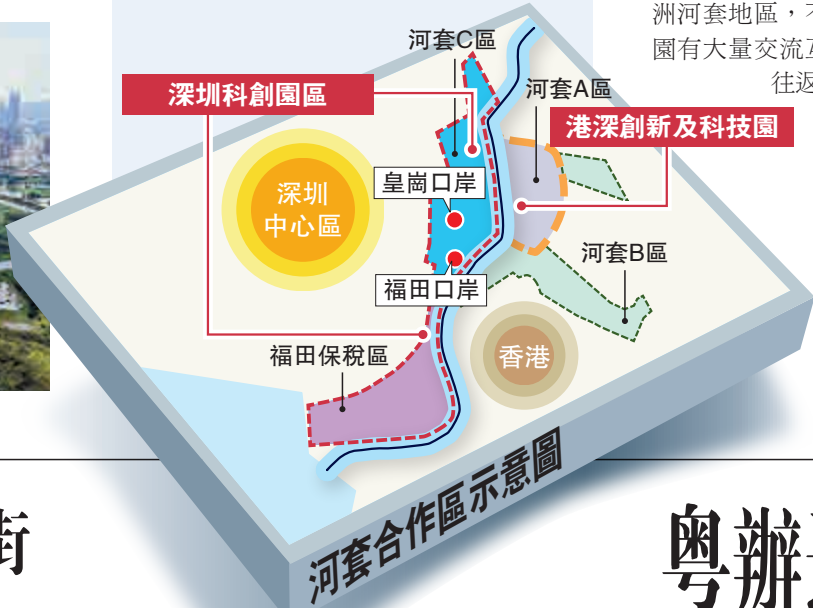 洲河套地區，
園有大量交流
往返
河套C區
深圳科創園區
河套A區
港深創新及科技園
皇崗口岸
深圳
中心區
河套B區
福田口岸
香港
福田保稅區
河套合作區示意圖
街
粵辦